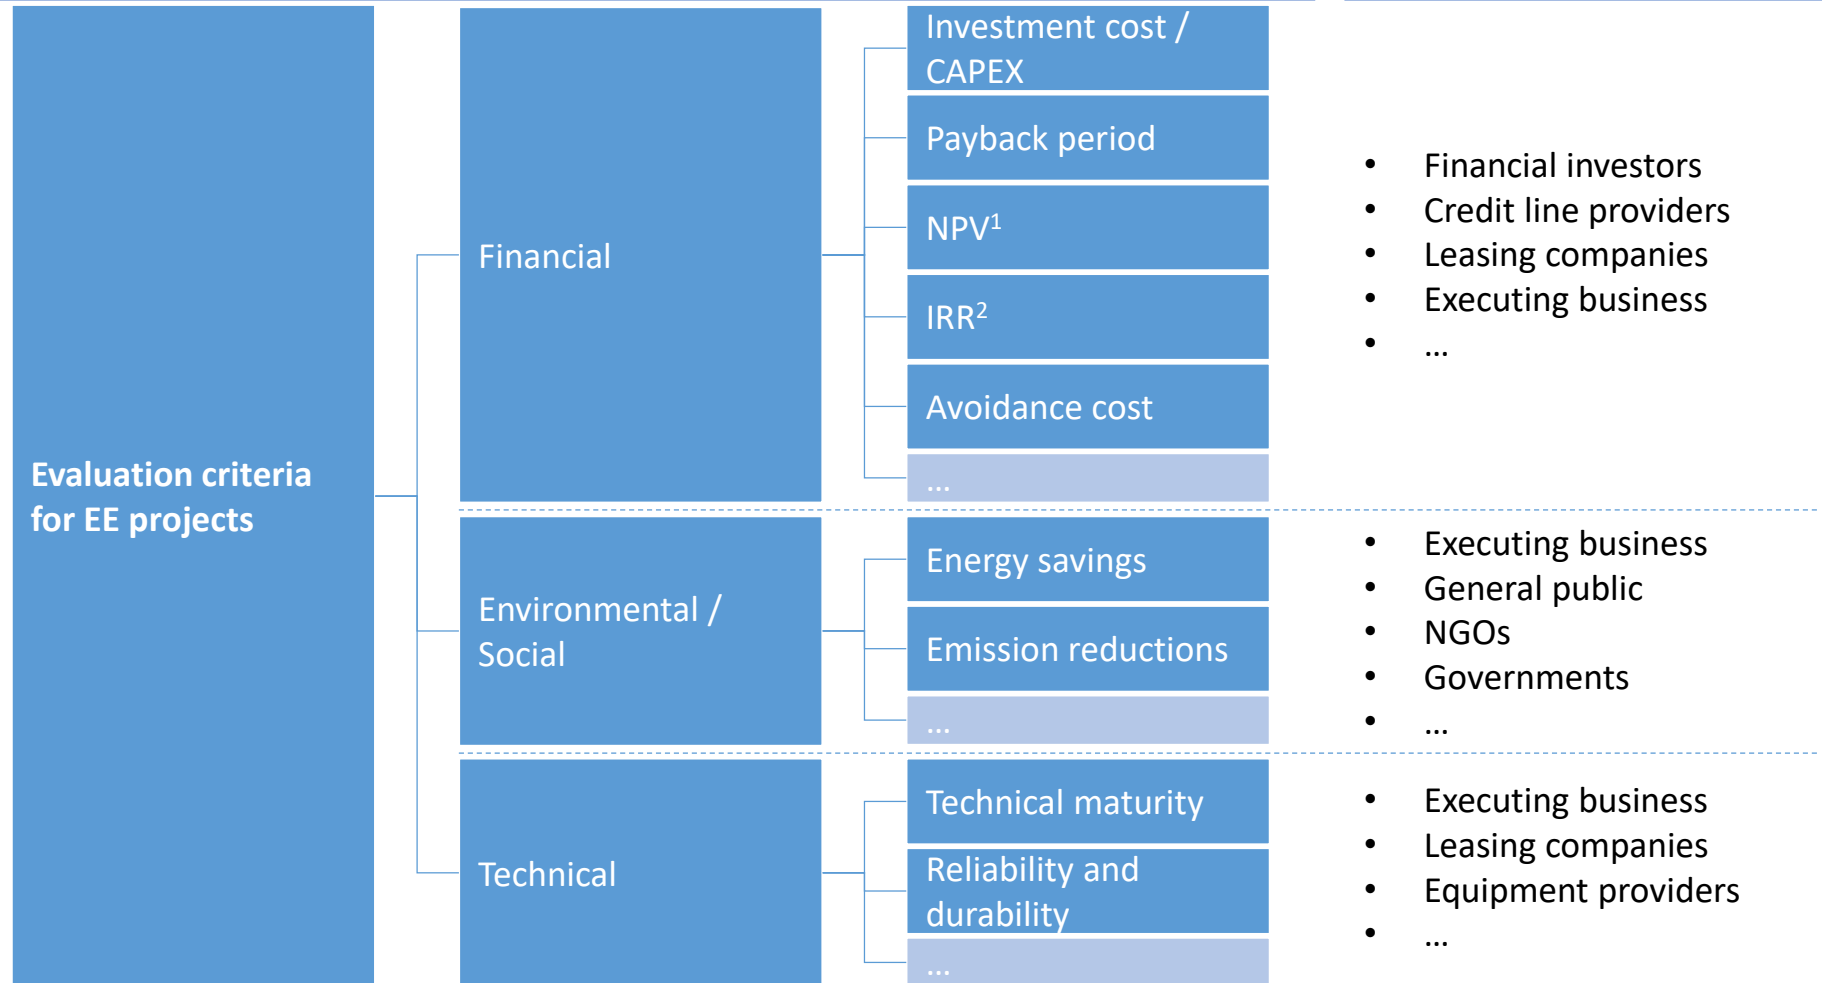 Evaluation criteria
for EE projects
Financial
Investment cost /
CAPEX
Payback period
NPV1
IRR2
Avoidance cost
...
• Financial investors
• Credit line providers
• Leasing companies
• Executing business
• ...
Environmental /
Social
Energy savings
Emission reductions
...
• Executing business
• General public
• NGOs
• Governments
• ...
Technical
Technical maturity
Reliability and
durability
...
• Executing business
• Leasing companies
• Equipment providers
• ...